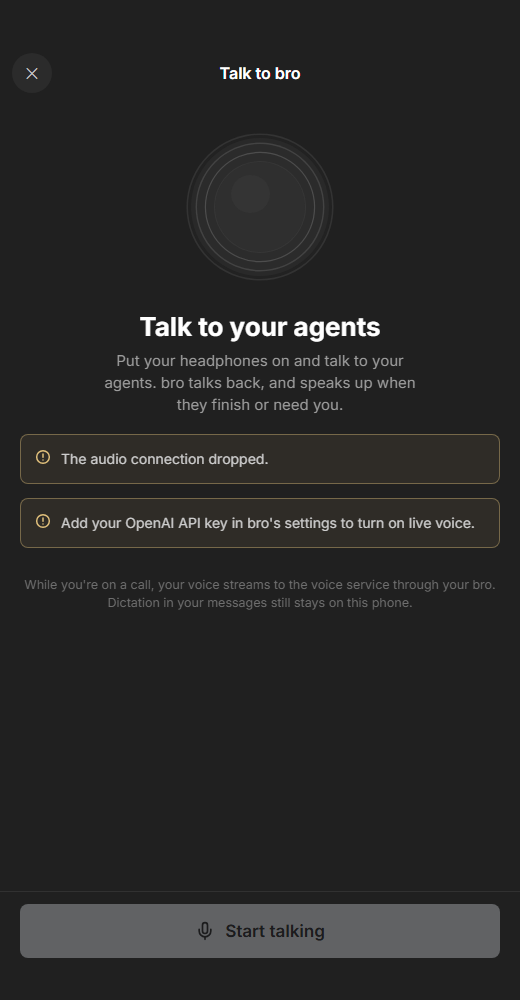 Talk to bro
Talk to your agents
Put your headphones on and talk to your
agents. bro talks back, and speaks up when
they finish or need you.
The audio connection dropped.
Add your OpenAI API key in bro's settings to turn on live voice.
While you're on a call, your voice streams to the voice service through your bro.
Dictation in your messages still stays on this phone.
Start talking